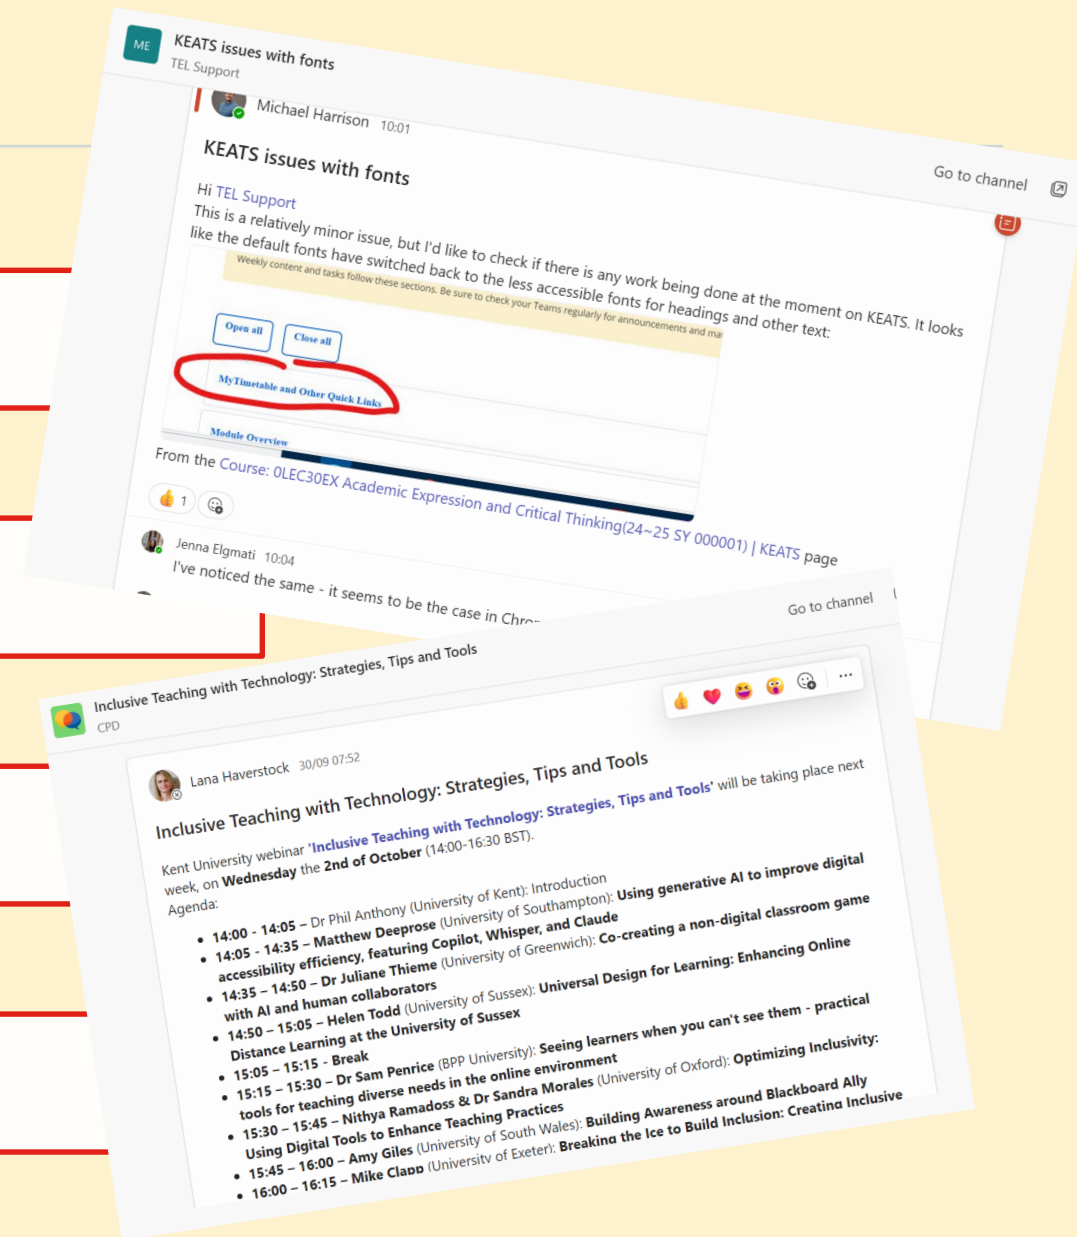 ME
KEATS issues with fonts
TEL Support
Go to channel
Michael Harrison 10:01
KEATS issues with fonts
Hi TEL Support
This is a relatively minor issue, but I'd like to check if there is any work being done at the moment on KEATS. It looks
like the default fonts have switched back to the less accessible fonts for headings and other text:
Weekly content and tasks follow these sections. Be sure to check your Teams regularly for announcements and
Open all
Close all
MyTimetable and Other Quick Links
Module Overview
From the Course: 0LEC30EX Academic Expression and Critical Thinking(24~25 SY 000001) | KEATS page
1
Jenna Elgmati 10:04
I've noticed the same - it seems to be the case in
Go to channel
Inclusive Teaching with Technology: Strategies, Tips and Tools
CPD
Lana Haverstock 30/09 07:52
Inclusive Teaching with Technology: Strategies, Tips and Tools
Kent University webinar 'Inclusive Teaching with Technology: Strategies, Tips and Tools' will be taking place next
week, on Wednesday the 2nd of October (14:00-16:30 BST).
Agenda:
• 14:00 - 14:05 – Dr Phil Anthony (University of Kent): Introduction
• 14:05 - 14:35 – Matthew Deeprose (University of Southampton): Using generative AI to improve digital
accessibility efficiency, featuring Copilot, Whisper, and Claude
• 14:35 – 14:50 – Dr Juliane Thieme (University of Greenwich): Co-creating a non-digital classroom game
with AI and human collaborators
• 14:50 – 15:05 – Helen Todd (University of Sussex): Universal Design for Learning: Enhancing Online
Distance Learning at the University of Sussex
• 15:05 – 15:15 - Break
• 15:15 – 15:30 – Dr Sam Penrice (BPP University): Seeing learners when you can't see them - practical
tools for teaching diverse needs in the online environment
• 15:30 – 15:45 – Nithya Ramadoss & Dr Sandra Morales (University of Oxford): Optimizing Inclusivity:
Using Digital Tools to Enhance Teaching Practices
• 15:45 – 16:00 – Amy Giles (University of South Wales): Building Awareness around Blackboard Ally
• 16:00 – 16:15 – Mike Clapp (University of Exeter): Breaking the Ice to Build Inclusion: Creating Inclusive